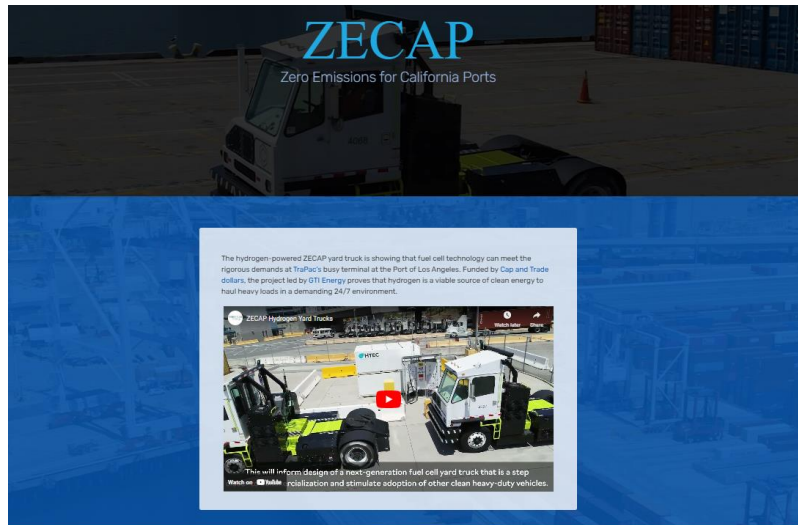 ZECAP
Zero Emissions for California Ports
The hydrogen-powered ZECAP yard truck is showing that fuel cell technology can meet the
rigorous demands at TraPac's busy terminal at the Port of Los Angeles. Funded by Cap and Trade
dollars, the project led by GTI Energy proves that hydrogen is a viable source of clean energy to
haul heavy loads in a demanding 24/7 environment.
ZECAP Hydrogen Yard Trucks
Watch later
Share
HTEC
This will inform design of a next-generation fuel cell yard truck that is a step
Watch on YouTube
rcialization and stimulate adoption of other clean heavy-duty vehicles.